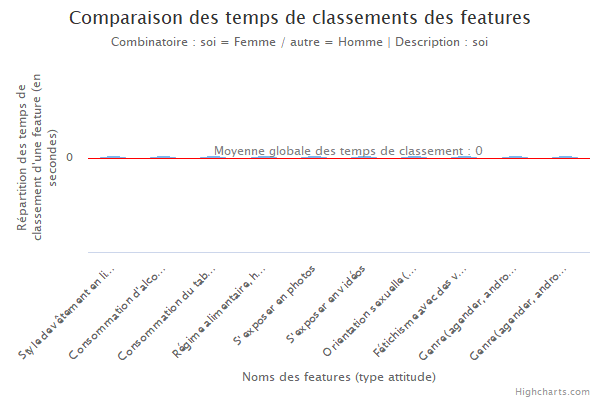 Comparaison des temps de classements des features
Combinatoire : soi = Femme / autre = Homme | Description : soi
Répartition des temps de
classement d'une feature (en
secondes)
0
Moyenne globale des temps de classement : 0
Style de vêtement en li...
Consommation d'alco...
Consommation du tab...
Régime alimentaire, h...
S'exposer en photos
S'exposer en vidéos
Orientation sexuelle (...
Fétichisme avec des v...
Genre (agender, andro...
Genre (agender, andro...
Noms des features (type attitude)
Highcharts.com